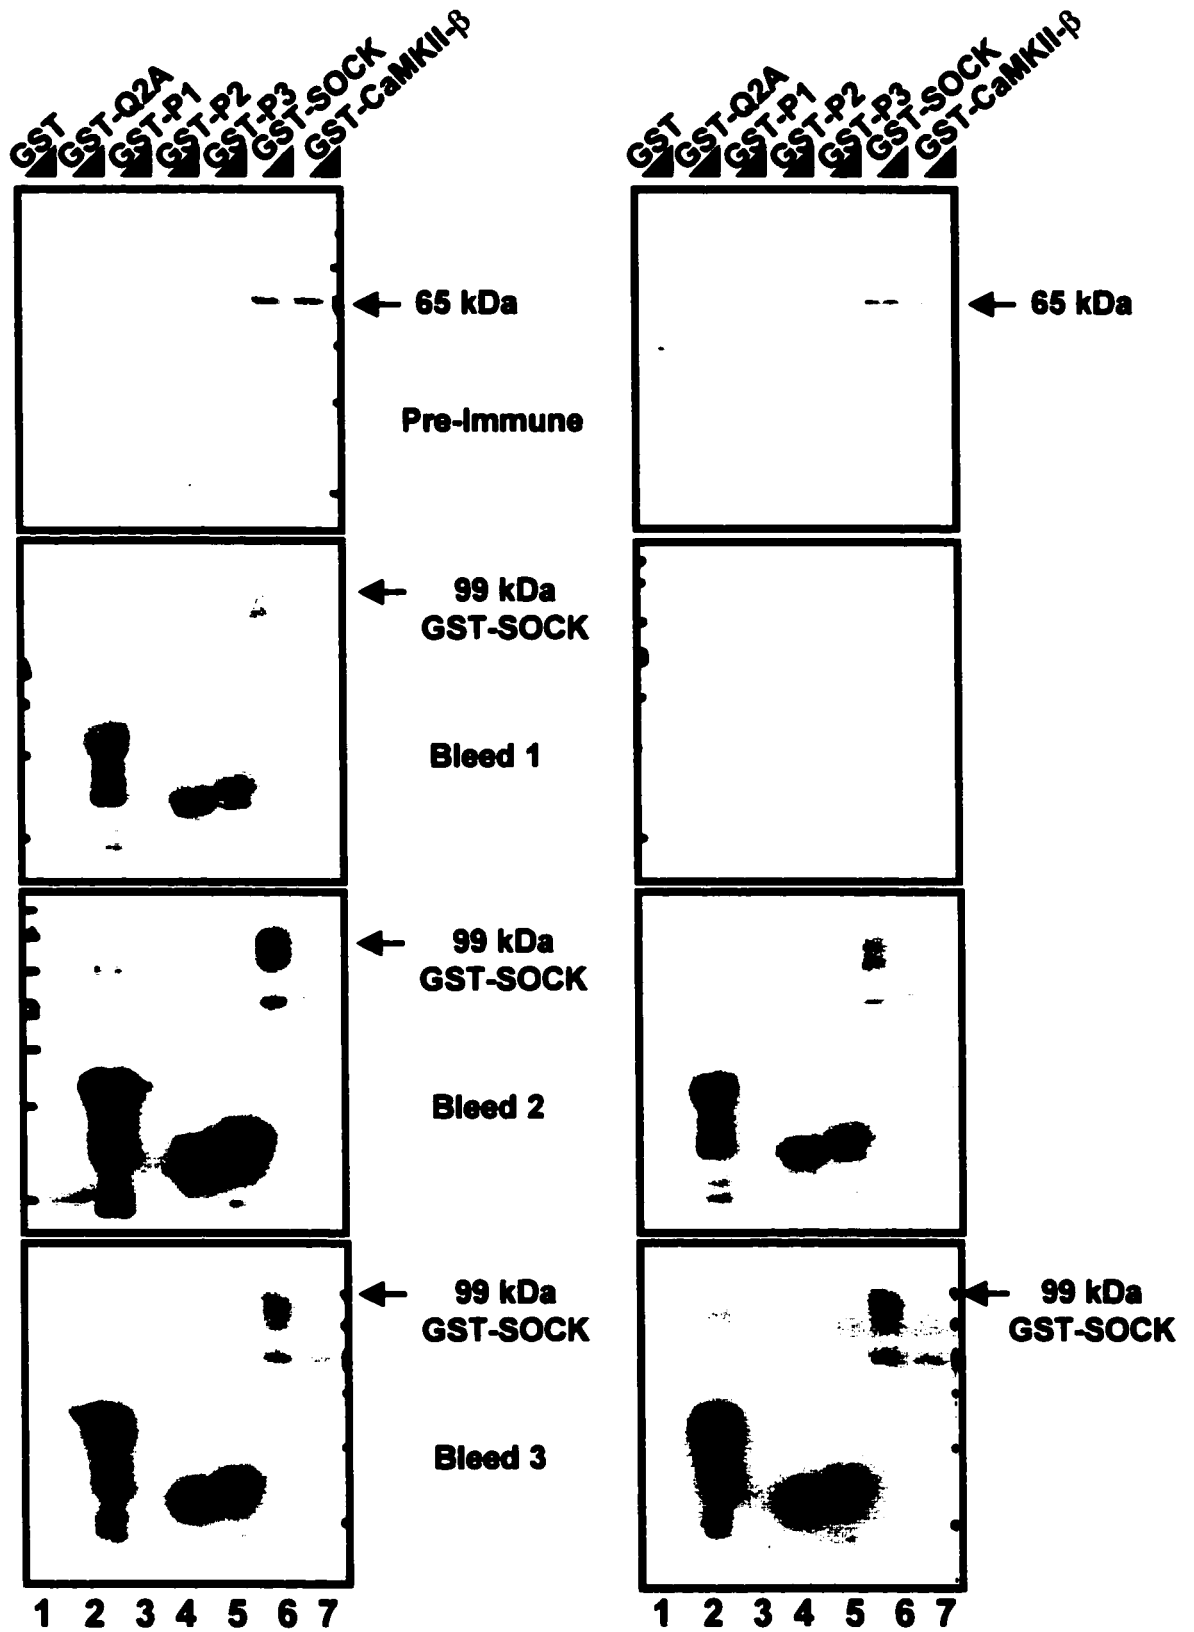 GST
GST-Q2A
GST-P1
GST-P2
GST-P3
GST-SOCK
GST-CaMKII-β
GST
GST-Q2A
GST-P1
GST-P2
GST-P3
GST-SOCK
GST-CaMKII-β
65 kDa
65 kDa
Pre-Immune
99 kDa
GST-SOCK
Bleed 1
99 kDa
GST-SOCK
Bleed 2
99 kDa
GST-SOCK
99 kDa
GST-SOCK
Bleed 3
1 2 3 4 5 6 7
1 2 3 4 5 6 7